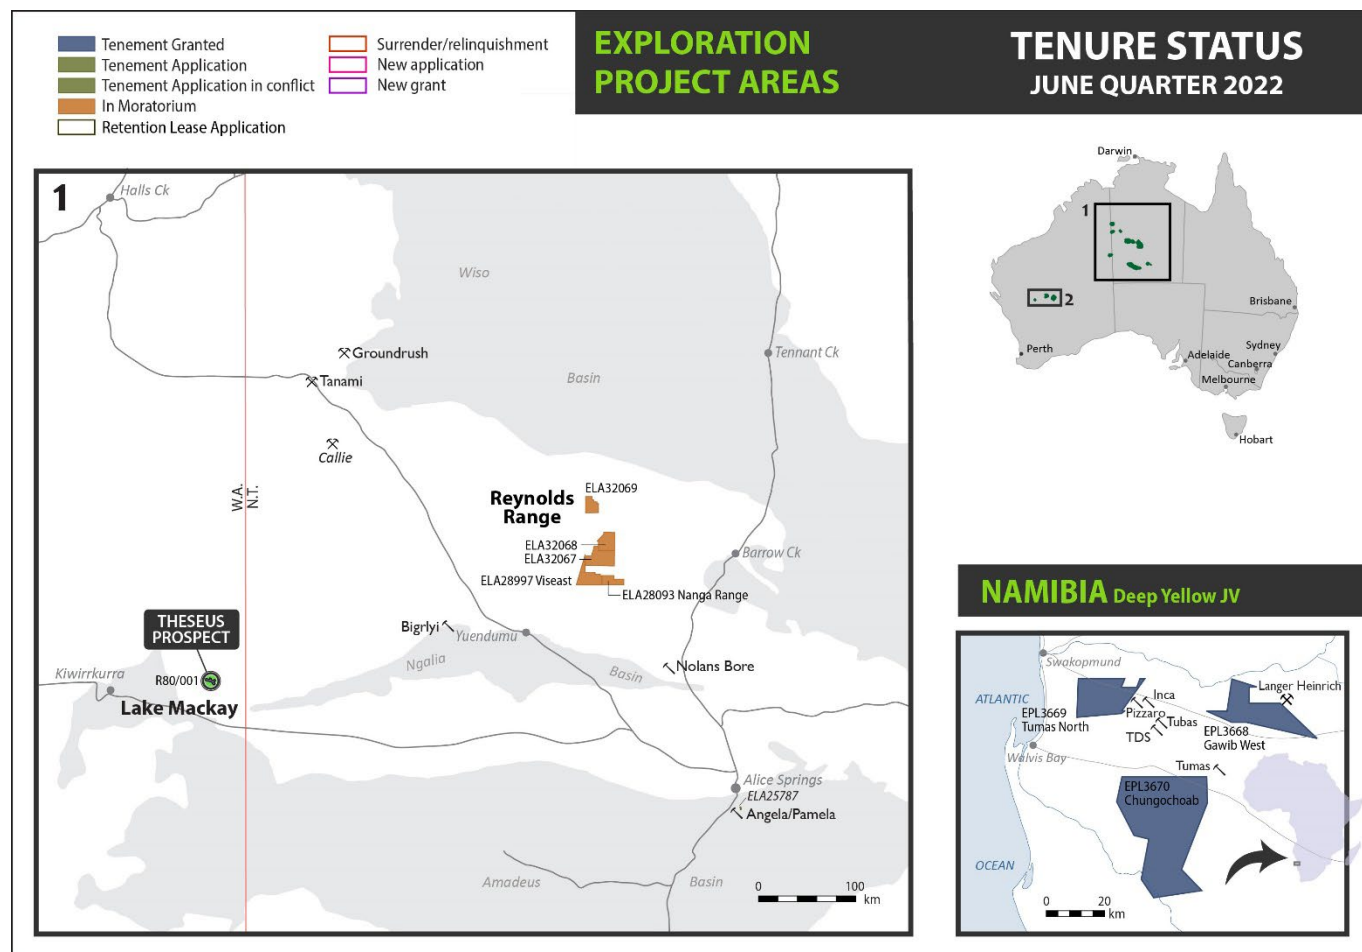 Tenement Granted
Tenement Application
Tenement Application in conflict
In Moratorium
Retention Lease Application
Surrender/relinquishment
New application
New grant
EXPLORATION
PROJECT AREAS
TENURE STATUS
JUNE QUARTER 2022
1
Halls Ck
Wiso
Groundrush
Tennant Ck
Tanami
Basin
Callie
W.A.
N.T.
Reynolds
Range
ELA32069
ELA32068
ELA32067
Barrow Ck
ELA28997 Viseast
ELA28093 Nanga Range
THESEUS
PROSPECT
Bigrlyi
Yuendumu
Ngalia
Basin
Nolans Bore
Kiwirrkurra
R80/001
Lake Mackay
Alice Springs
ELA25787
Angela/Pamela
Amadeus
Basin
0 100
km
Darwin
1
2
Brisbane
Perth
Sydney
Adelaide
Canberra
Melbourne
Hobart
NAMIBIA Deep Yellow JV
Swakopmund
ATLANTIC
Inca
Langer Heinrich
EPL3669
Tumas North
Pizzaro
Tubas
TDS
EPL3668
Gawib West
Walvis Bay
Tumas
EPL3670
Chungochoab
OCEAN
0 20
km